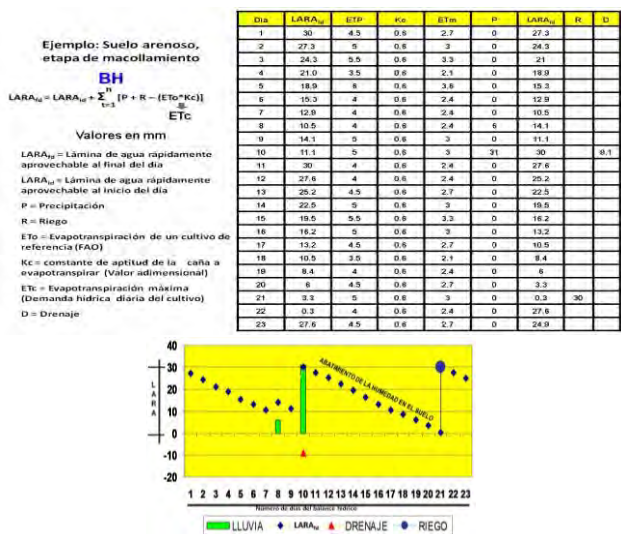 Ejemplo: Suelo arenoso,
etapa de macollamiento
BH
LARAfd = LARAid + Σ [P + R – (ETo*Kc)]
n
t=1
ETc
Valores en mm
LARAfd = Lámina de agua rápidamente
aprovechable al final del día
LARAid = Lámina de agua rápidamente
aprovechable al inicio del día
P = Precipitación
R = Riego
ETo = Evapotranspiración de un cultivo de
referencia (FAO)
Kc = constante de aptitud de la caña a
evapotranspirar (Valor adimensional)
ETc = Evapotranspiración máxima
(Demanda hídrica diaria del cultivo)
D = Drenaje
Dia LARAid ETP Kc ETm P LARAfd R D
1 30 4.5 0.6 2.7 0 27.3
2 27.3 5 0.6 3 0 24.3
3 24.3 5.5 0.6 3.3 0 21
4 21.0 3.5 0.6 2.1 0 18.9
5 18.9 6 0.6 3.6 0 15.3
6 15.3 4 0.6 2.4 0 12.9
7 12.9 4 0.6 2.4 0 10.5
8 10.5 4 0.6 2.4 6 14.1
9 14.1 5 0.6 3 0 11.1
10 11.1 5 0.6 3 31 30 9.1
11 30 4 0.6 2.4 0 27.6
12 27.6 4 0.6 2.4 0 25.2
13 25.2 4.5 0.6 2.7 0 22.5
14 22.5 5 0.6 3 0 19.5
15 19.5 5.5 0.6 3.3 0 16.2
16 16.2 5 0.6 3 0 13.2
17 13.2 4.5 0.6 2.7 0 10.5
18 10.5 3.5 0.6 2.1 0 8.4
19 8.4 4 0.6 2.4 0 6
20 6 4.5 0.6 2.7 0 3.3
21 3.3 5 0.6 3 0 0.3 30
22 0.3 4 0.6 2.4 0 27.6
23 27.6 4.5 0.6 2.7 0 24.9
LARA
40
30
20
10
0
-10
-20
ABATIMIENTO DE LA HUMEDAD EN EL SUELO
1 2 3 4 5 6 7 8 9 10 11 12 13 14 15 16 17 18 19 20 21 22 23
Número de días del balance hídrico
LLUVIA LARAfd DRENAJE RIEGO